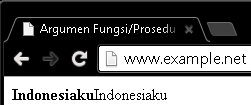 Argumen Fungsi/Prosedu
www.example.net
IndonesiakuIndonesiaku